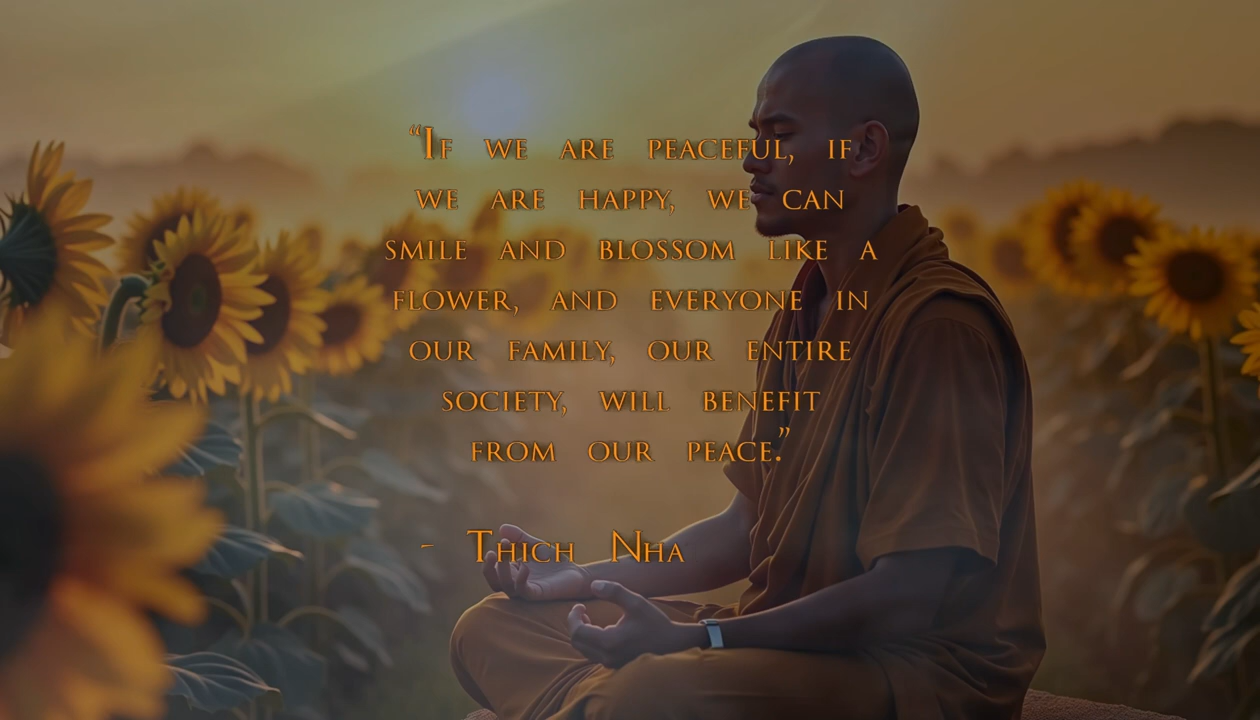 “If we are peaceful, if
we are happy, we can
smile and blossom like a
flower, and everyone in
our family, our entire
society, will benefit
from our peace.”
- Thich Nha